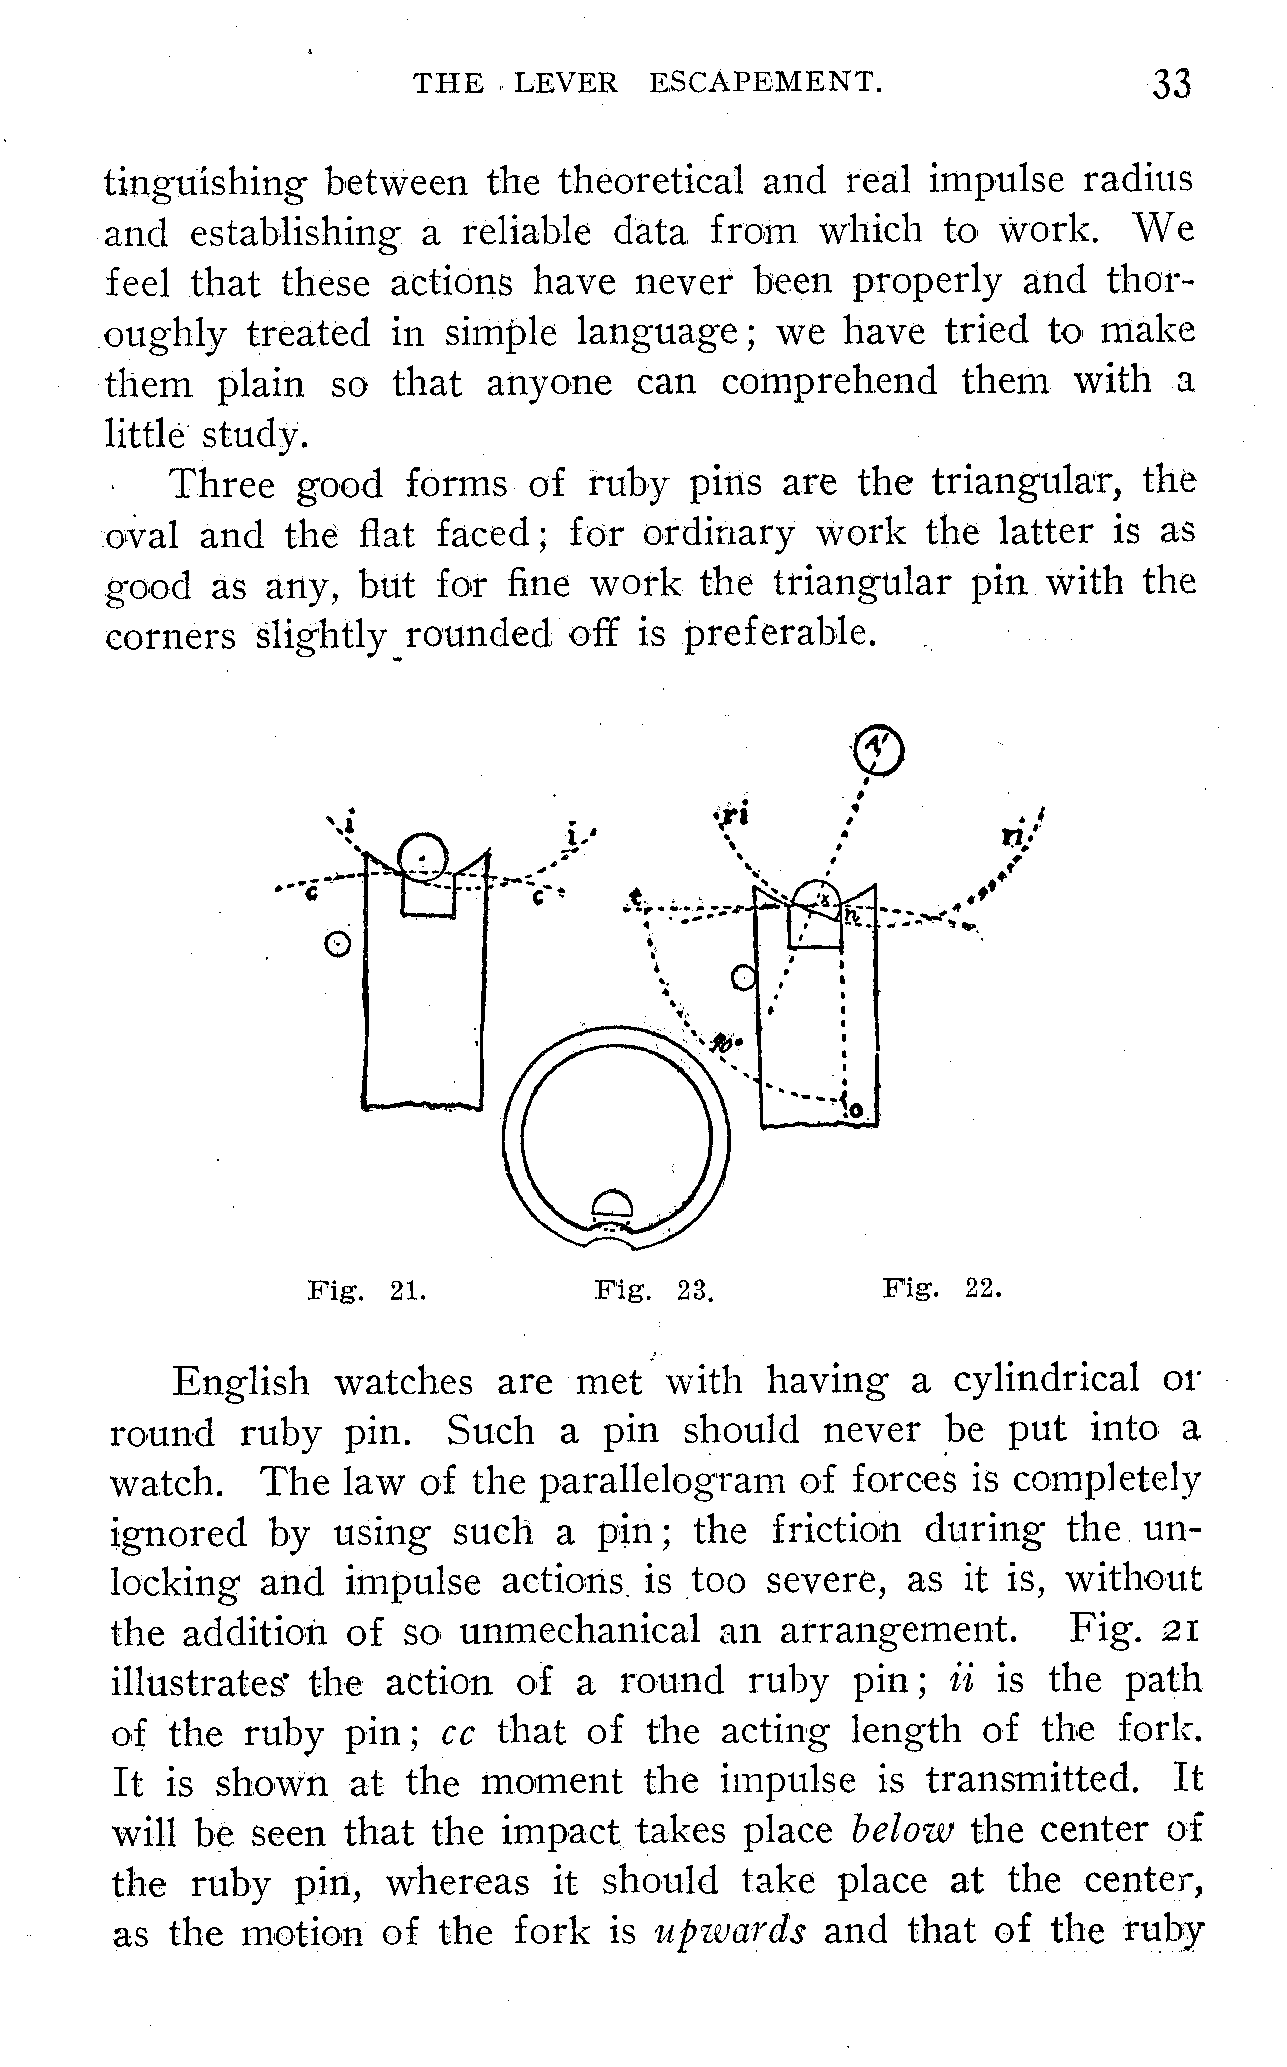 THE LEVER ESCAPEMENT. 33
tinguishing between the theoretical and real impulse radius
and establishing a reliable data from which to work. We
feel that these actions have never been properly and thor-
oughly treated in simple language; we have tried to make
them plain so that anyone can comprehend them with a
little study.
Three good forms of ruby pins are the triangular, the
oval and the flat faced; for ordinary work the latter is as
good as any, but for fine work the triangular pin with the
corners slightly rounded off is preferable.
i i
c c
A'
ri ri
t x n
90°
o
Fig. 21. Fig. 23. Fig. 22.
English watches are met with having a cylindrical or
round ruby pin. Such a pin should never be put into a
watch. The law of the parallelogram of forces is completely
ignored by using such a pin; the friction during the un-
locking and impulse actions is too severe, as it is, without
the addition of so unmechanical an arrangement. Fig. 21
illustrates the action of a round ruby pin; ii is the path
of the ruby pin; cc that of the acting length of the fork.
It is shown at the moment the impulse is transmitted. It
will be seen that the impact takes place below the center of
the ruby pin, whereas it should take place at the center,
as the motion of the fork is upwards and that of the ruby